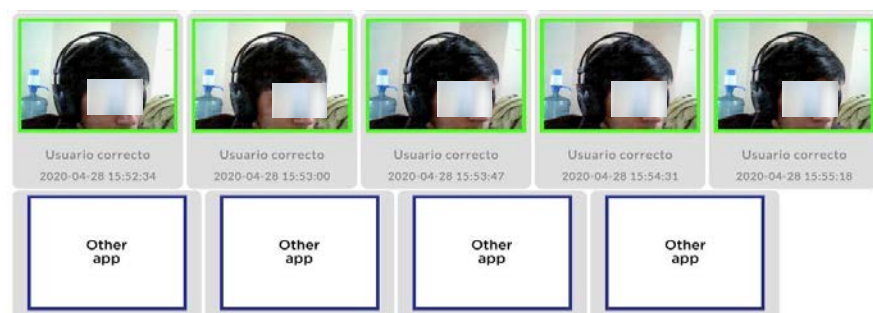 Usuario correcto
2020-04-28 15:52:34
Usuario correcto
2020-04-28 15:53:00
Usuario correcto
2020-04-28 15:53:47
Usuario correcto
2020-04-28 15:54:31
Usuario correcto
2020-04-28 15:55:18
Other
app
Other
app
Other
app
Other
app